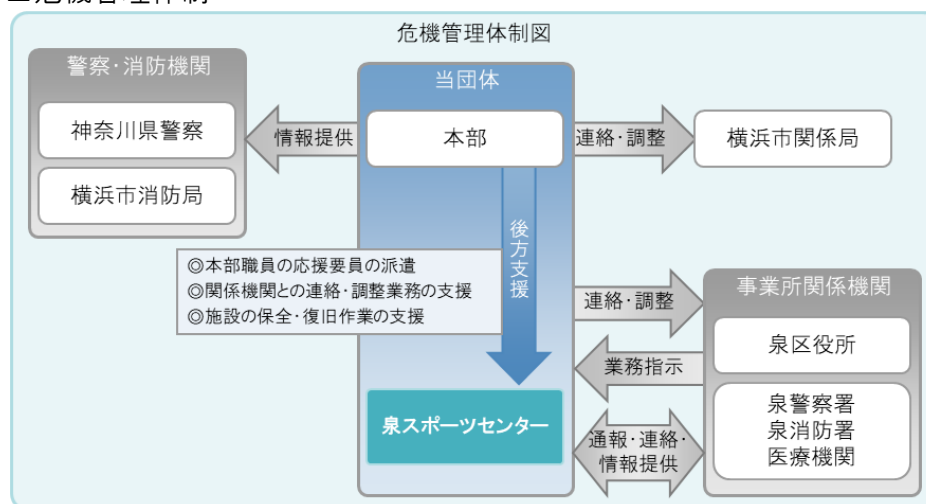 危機管理体制図
警察・消防機関
神奈川県警察
横浜市消防局
情報提供
当団体
本部
連絡・調整
横浜市関係局
後方支援
◎本部職員の応援要員の派遣
◎関係機関との連絡・調整業務の支援
◎施設の保全・復旧作業の支援
泉スポーツセンター
連絡・調整
業務指示
通報・連絡・
情報提供
事業所関係機関
泉区役所
泉警察署
泉消防署
医療機関